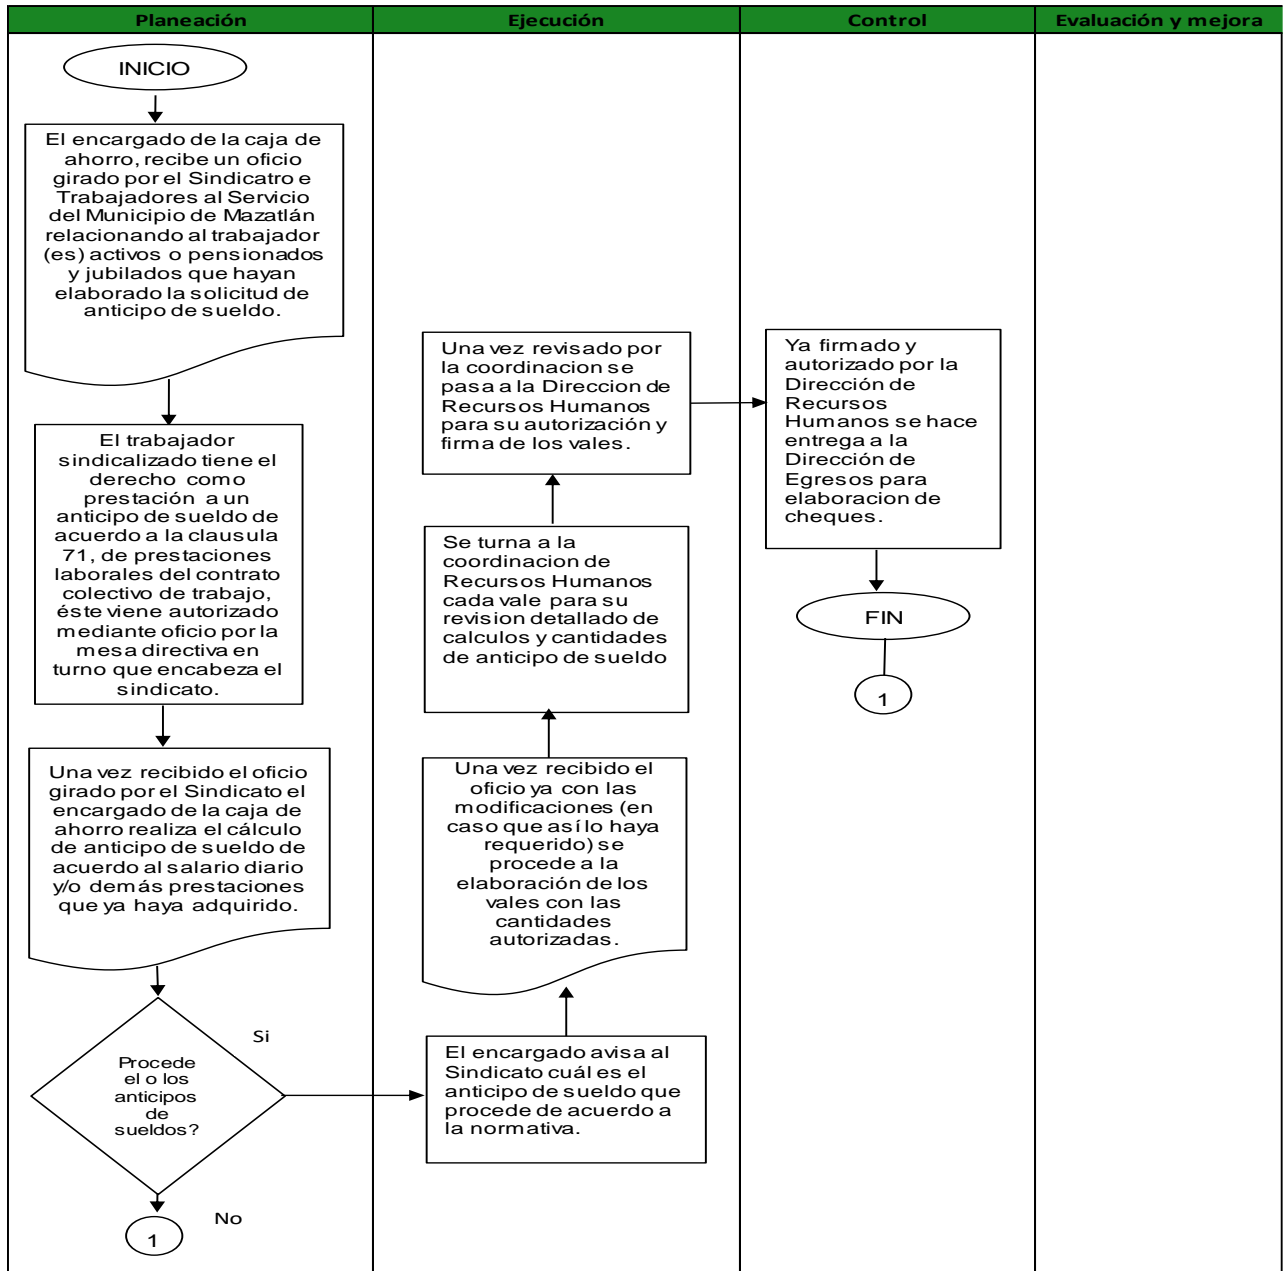 Planeación
Ejecución
Control
Evaluación y mejora
INICIO
El encargado de la caja de
ahorro, recibe un oficio
girado por el Sindicatro e
Trabajadores al Servicio
del Municipio de Mazatlán
relacionando al trabajador
(es) activos o pensionados
y jubilados que hayan
elaborado la solicitud de
anticipo de sueldo.
El trabajador
sindicalizado tiene el
derecho como
prestación a un
anticipo de sueldo de
acuerdo a la clausula
71, de prestaciones
laborales del contrato
colectivo de trabajo,
éste viene autorizado
mediante oficio por la
mesa directiva en
turno que encabeza el
sindicato.
Una vez recibido el oficio
girado por el Sindicato el
encargado de la caja de
ahorro realiza el cálculo
de anticipo de sueldo de
acuerdo al salario diario
y/o demás prestaciones
que ya haya adquirido.
Procede
el o los
anticipos
de
sueldos?
Si
No
1
El encargado avisa al
Sindicato cuál es el
anticipo de sueldo que
procede de acuerdo a
la normativa.
Una vez recibido el
oficio ya con las
modificaciones (en
caso que así lo haya
requerido) se
procede a la
elaboración de los
vales con las
cantidades
autorizadas.
Se turna a la
coordinacion de
Recursos Humanos
cada vale para su
revision detallado de
calculos y cantidades
de anticipo de sueldo
Una vez revisado por
la coordinacion se
pasa a la Direccion de
Recursos Humanos
para su autorización y
firma de los vales.
Ya firmado y
autorizado por la
Dirección de
Recursos
Humanos se hace
entrega a la
Dirección de
Egresos para
elaboracion de
cheques.
FIN
1